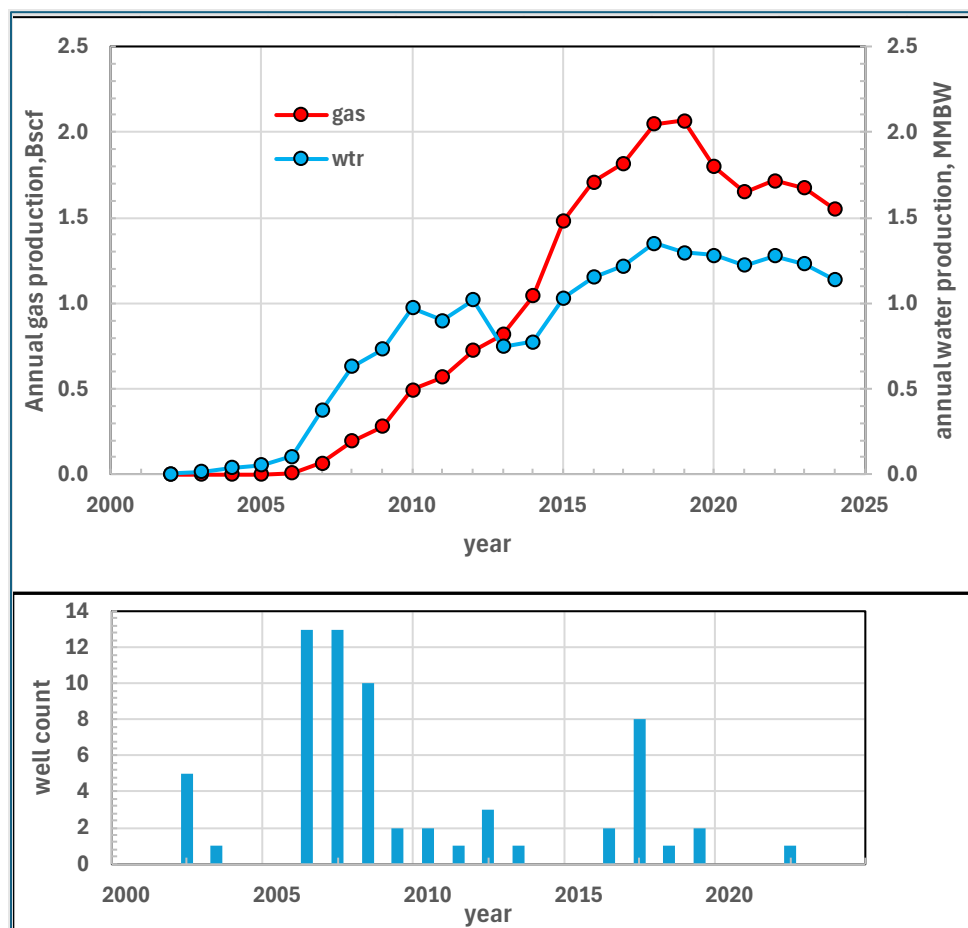 2.5
2.0
1.5
1.0
0.5
0.0
Annual gas production,Bscf
gas
wtr
2.5
2.0
1.5
1.0
0.5
0.0
annual water production, MMBW
2000 2005 2010 2015 2020 2025
year
14
12
10
8
6
4
2
0
well count
2000 2005 2010 2015 2020
year